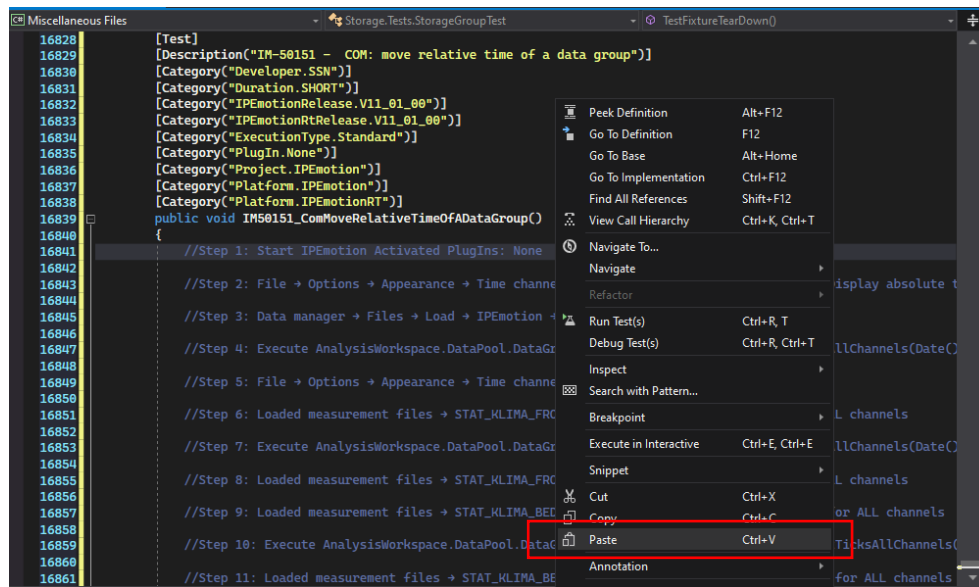 Miscellaneous Files
Storage.Tests.StorageGroupTest
TestFixtureTearDown()
16828 [Test]
16829 [Description("IM-50151 -  COM: move relative time of a data group")]
16830 [Category("Developer.SSN")]
16831 [Category("Duration.SHORT")]
16832 [Category("IPEmotionRelease.V11_01_00")]
16833 [Category("IPEmotionRtRelease.V11_01_00")]
16834 [Category("ExecutionType.Standard")]
16835 [Category("PlugIn.None")]
16836 [Category("Project.IPEmotion")]
16837 [Category("Platform.IPEmotion")]
16838 [Category("Platform.IPEmotionRT")]
16839 public void IM50151_ComMoveRelativeTimeOfADataGroup()
16840 {
16841 //Step 1: Start IPEmotion Activated PlugIns: None
16842
16843 //Step 2: File → Options → Appearance → Time channe isplay absolute t
16844
16845 //Step 3: Data manager → Files → Load → IPEmotion →
16846
16847 //Step 4: Execute AnalysisWorkspace.DataPool.DataGr llChannels(Date()
16848
16849 //Step 5: File → Options → Appearance → Time channe
16850
16851 //Step 6: Loaded measurement files → STAT_KLIMA_FRO L channels
16852
16853 //Step 7: Execute AnalysisWorkspace.DataPool.DataGr llChannels(Date()
16854
16855 //Step 8: Loaded measurement files → STAT_KLIMA_FRO L channels
16856
16857 //Step 9: Loaded measurement files → STAT_KLIMA_BED or ALL channels
16858
16859 //Step 10: Execute AnalysisWorkspace.DataPool.DataG TicksAllChannels(
16860
16861 //Step 11: Loaded measurement files → STAT_KLIMA_BE for ALL channels
Peek Definition Alt+F12
Go To Definition F12
Go To Base Alt+Home
Go To Implementation Ctrl+F12
Find All References Shift+F12
View Call Hierarchy Ctrl+K, Ctrl+T
Navigate To...
Navigate
Refactor
Run Test(s) Ctrl+R, T
Debug Test(s) Ctrl+R, Ctrl+T
Inspect
Search with Pattern...
Breakpoint
Execute in Interactive Ctrl+E, Ctrl+E
Snippet
Cut Ctrl+X
Copy Ctrl+C
Paste Ctrl+V
Annotation